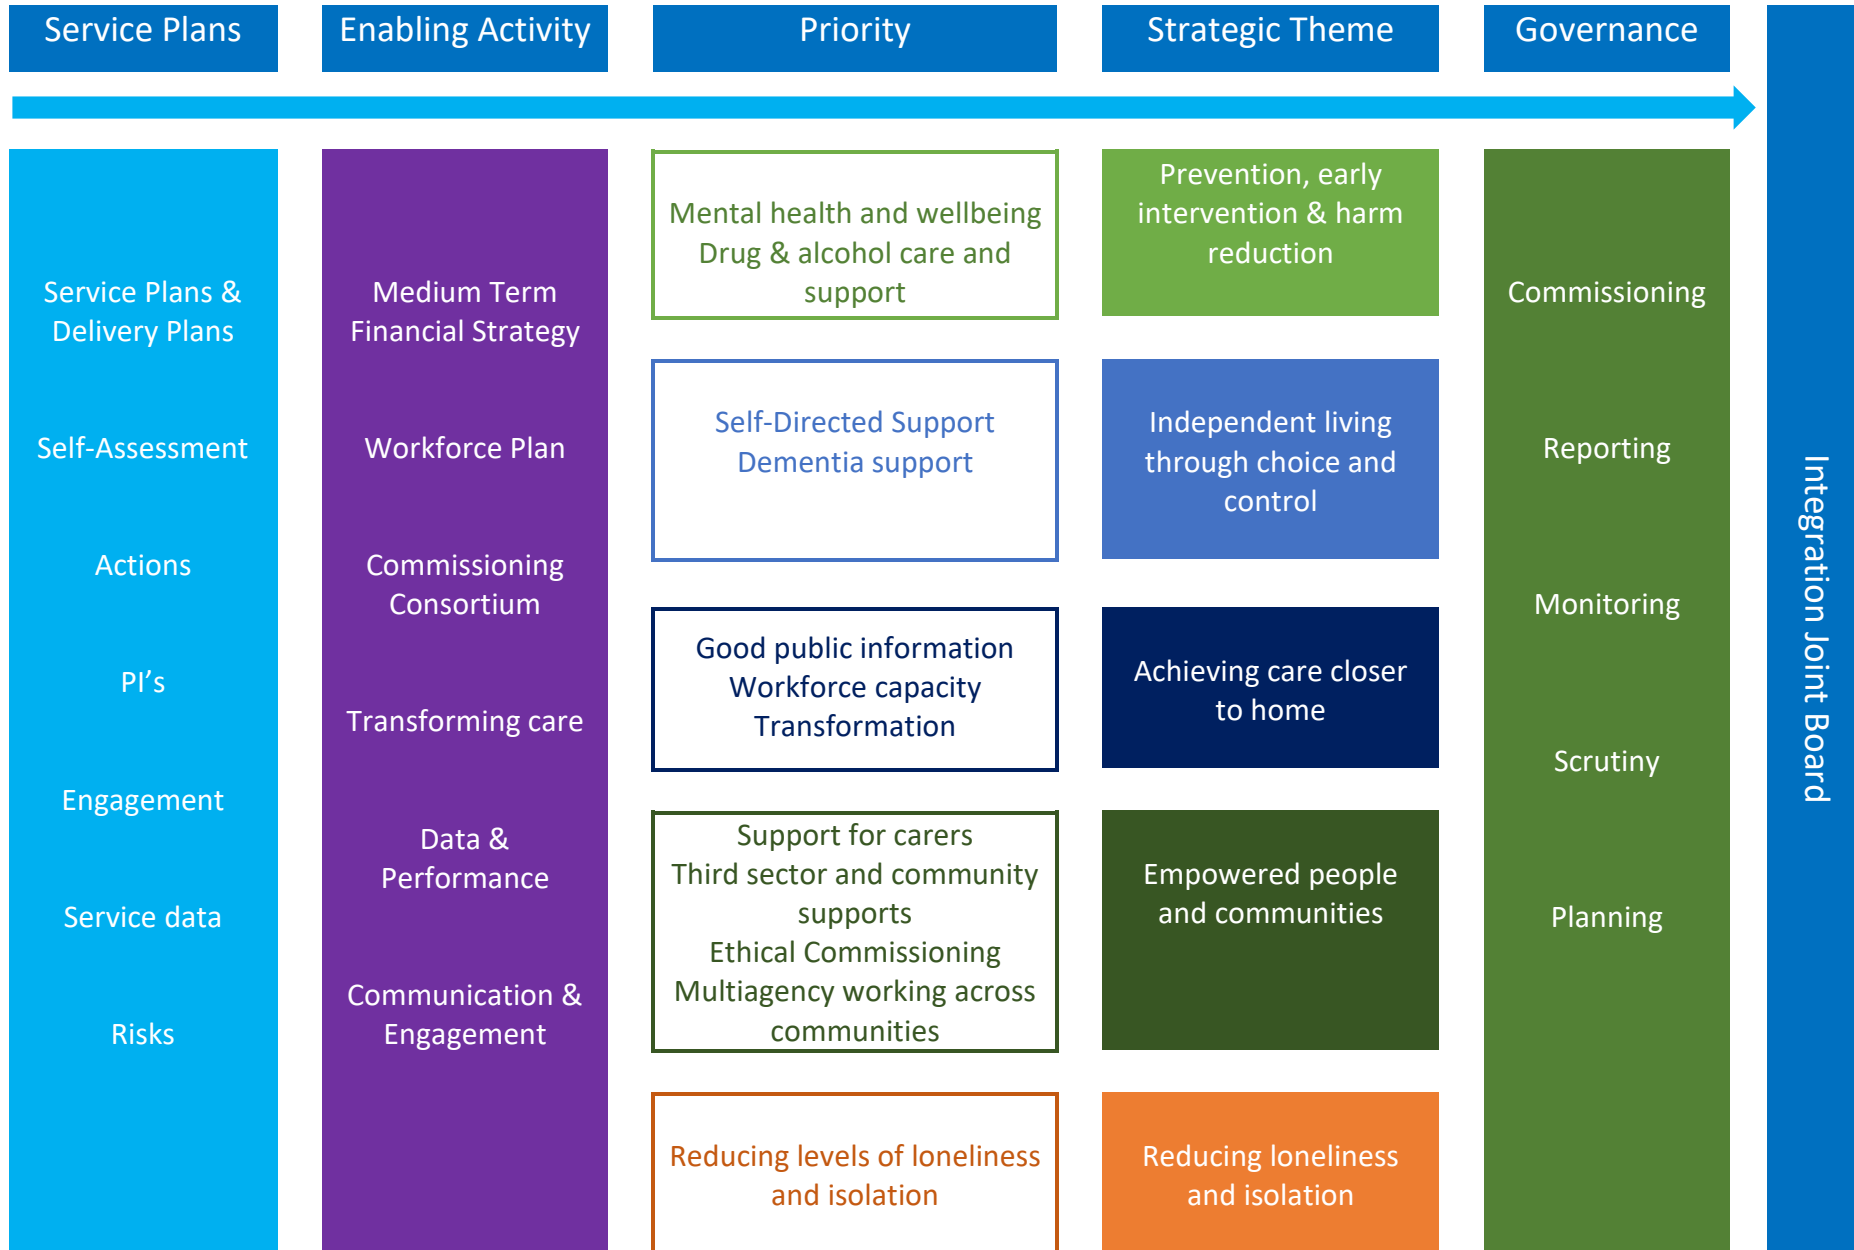 Service Plans
Enabling Activity
Priority
Strategic Theme
Governance
Service Plans &
Delivery Plans
Self-Assessment
Actions
PI’s
Engagement
Service data
Risks
Medium Term
Financial Strategy
Workforce Plan
Commissioning
Consortium
Transforming care
Data &
Performance
Communication &
Engagement
Mental health and wellbeing
Drug & alcohol care and
support
Self-Directed Support
Dementia support
Good public information
Workforce capacity
Transformation
Support for carers
Third sector and community
supports
Ethical Commissioning
Multiagency working across
communities
Reducing levels of loneliness
and isolation
Prevention, early
intervention & harm
reduction
Independent living
through choice and
control
Achieving care closer
to home
Empowered people
and communities
Reducing loneliness
and isolation
Commissioning
Reporting
Monitoring
Scrutiny
Planning
Integration Joint Board